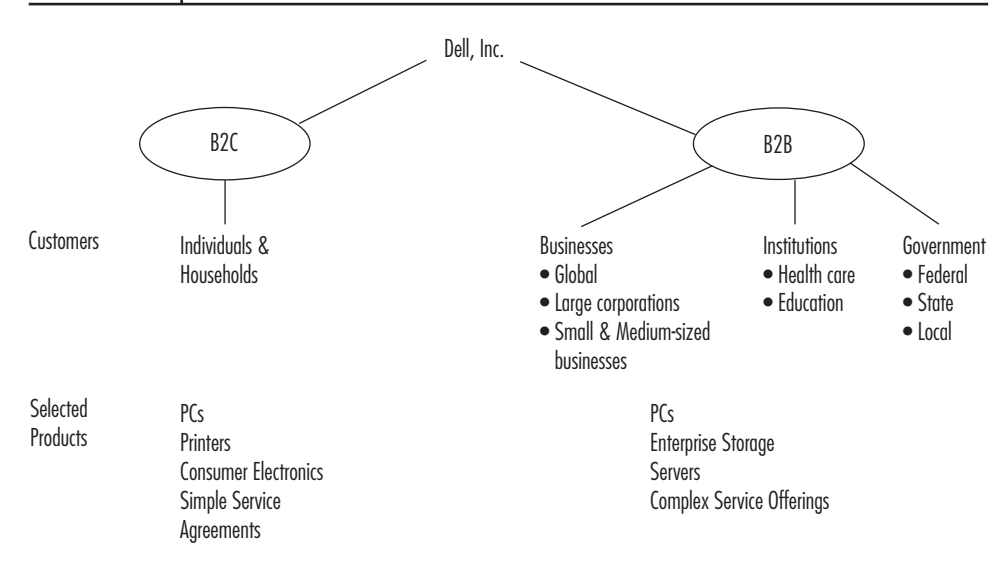 Dell, Inc.
B2C
B2B
Customers
Individuals &
Households
Businesses
• Global
• Large corporations
• Small & Medium-sized
businesses
Institutions
• Health care
• Education
Government
• Federal
• State
• Local
Selected
Products
PCs
Printers
Consumer Electronics
Simple Service
Agreements
PCs
Enterprise Storage
Servers
Complex Service Offerings